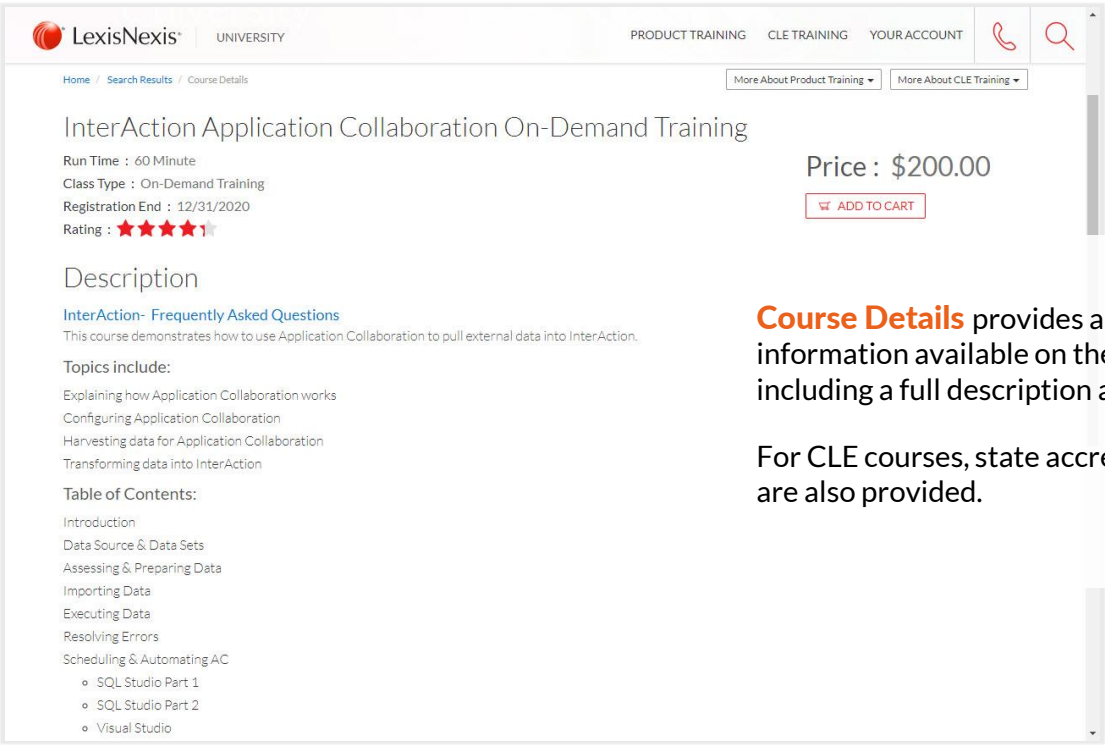 LexisNexis® UNIVERSITY PRODUCT TRAINING CLE TRAINING YOUR ACCOUNT
Home / Search Results / Course Details More About Product Training More About CLE Training
InterAction Application Collaboration On-Demand Training
Run Time : 60 Minute
Class Type : On-Demand Training
Registration End : 12/31/2020
Rating :
Price : $200.00
ADD TO CART
Description
InterAction- Frequently Asked Questions
This course demonstrates how to use Application Collaboration to pull external data into InterAction.
Topics include:
Explaining how Application Collaboration works
Configuring Application Collaboration
Harvesting data for Application Collaboration
Transforming data into InterAction
Table of Contents:
Introduction
Data Source & Data Sets
Assessing & Preparing Data
Importing Data
Executing Data
Resolving Errors
Scheduling & Automating AC
SQL Studio Part 1
SQL Studio Part 2
Visual Studio
Course Details provides a
information available on the
including a full description a
For CLE courses, state accre
are also provided.